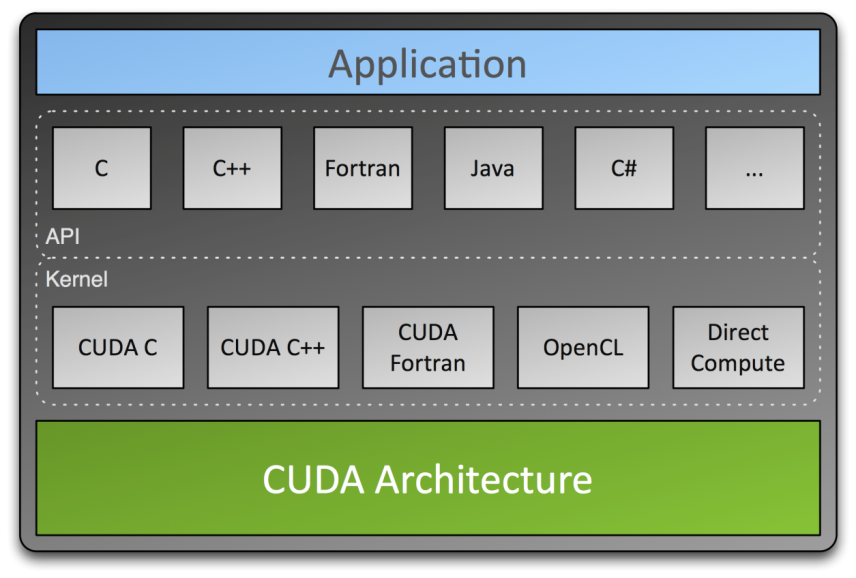 Application
C
C++
Fortran
Java
C#
...
API
Kernel
CUDA C
CUDA C++
CUDA
Fortran
OpenCL
Direct
Compute
CUDA Architecture